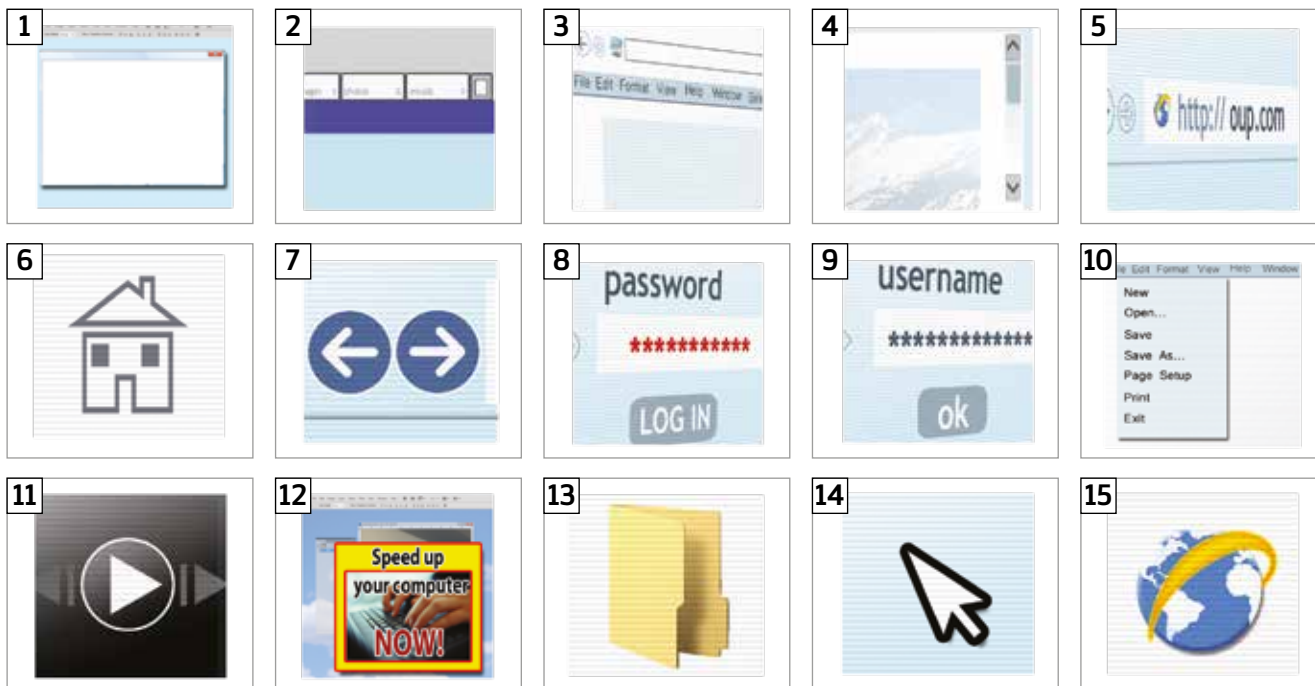 1
2
3
4
5
File Edit Format View Help Window
http:// oup.com
6
7
8
9
10
password
***********
LOG IN
username
************
ok
Edit Format View Help Window
New
Open...
Save
Save As...
Page Setup
Print
Exit
11
12
13
14
15
Speed up
your computer
NOW!